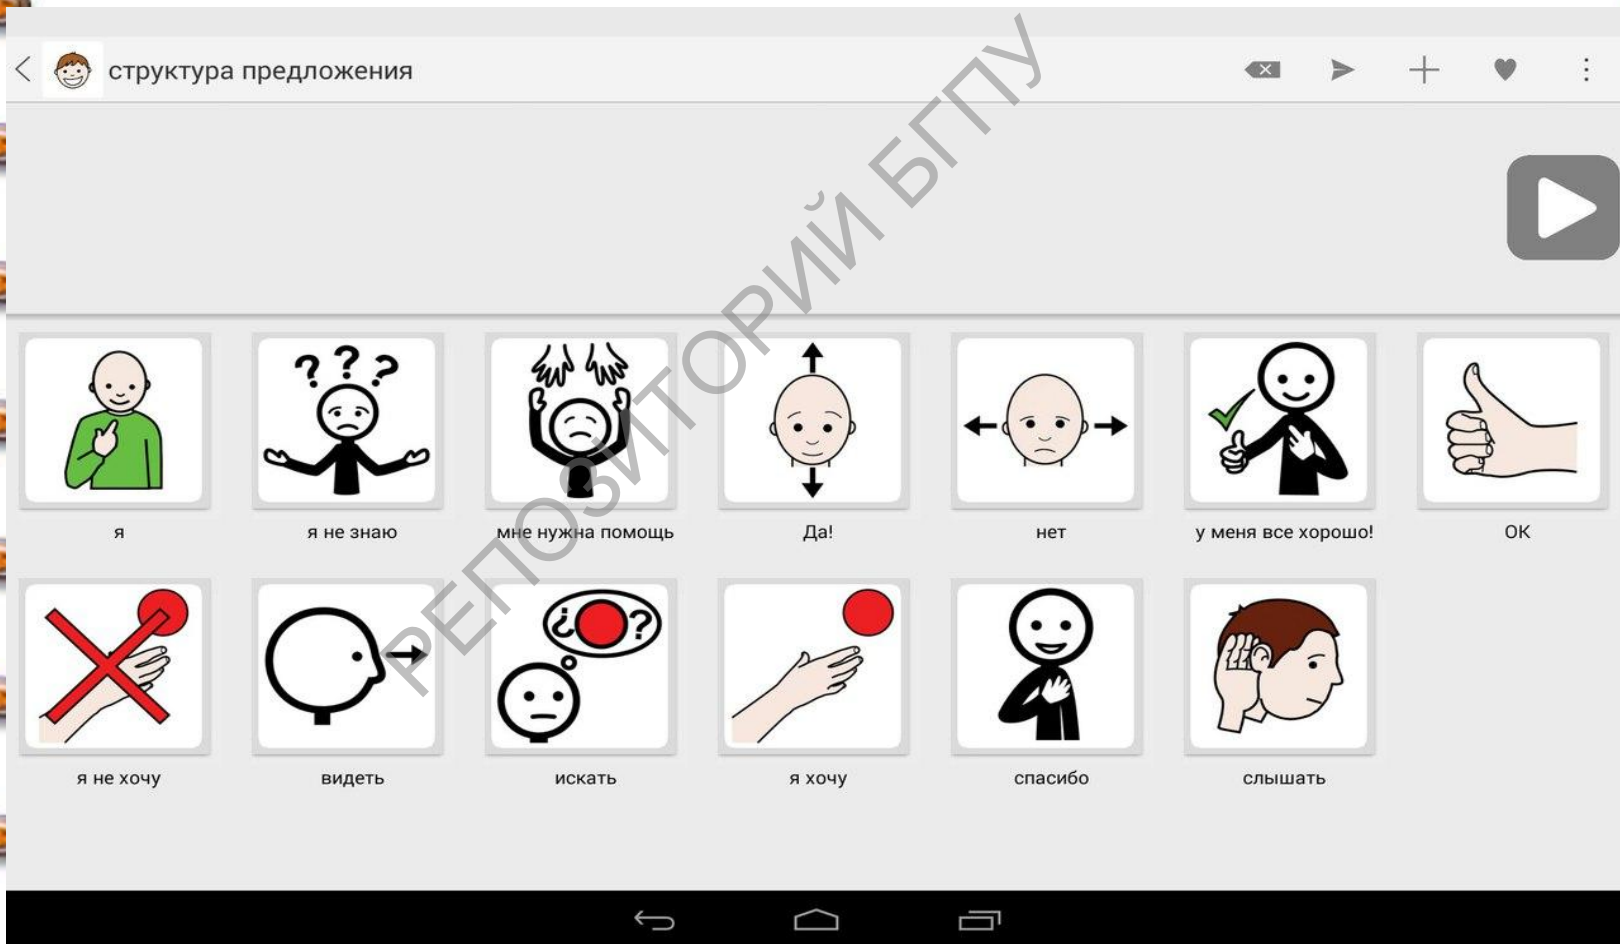 структура предложения
РЕПОЗИТОРИЙ БГПУ
я
я не знаю
мне нужна помощь
Да!
нет
у меня все хорошо!
ОК
я не хочу
видеть
искать
я хочу
спасибо
слышать